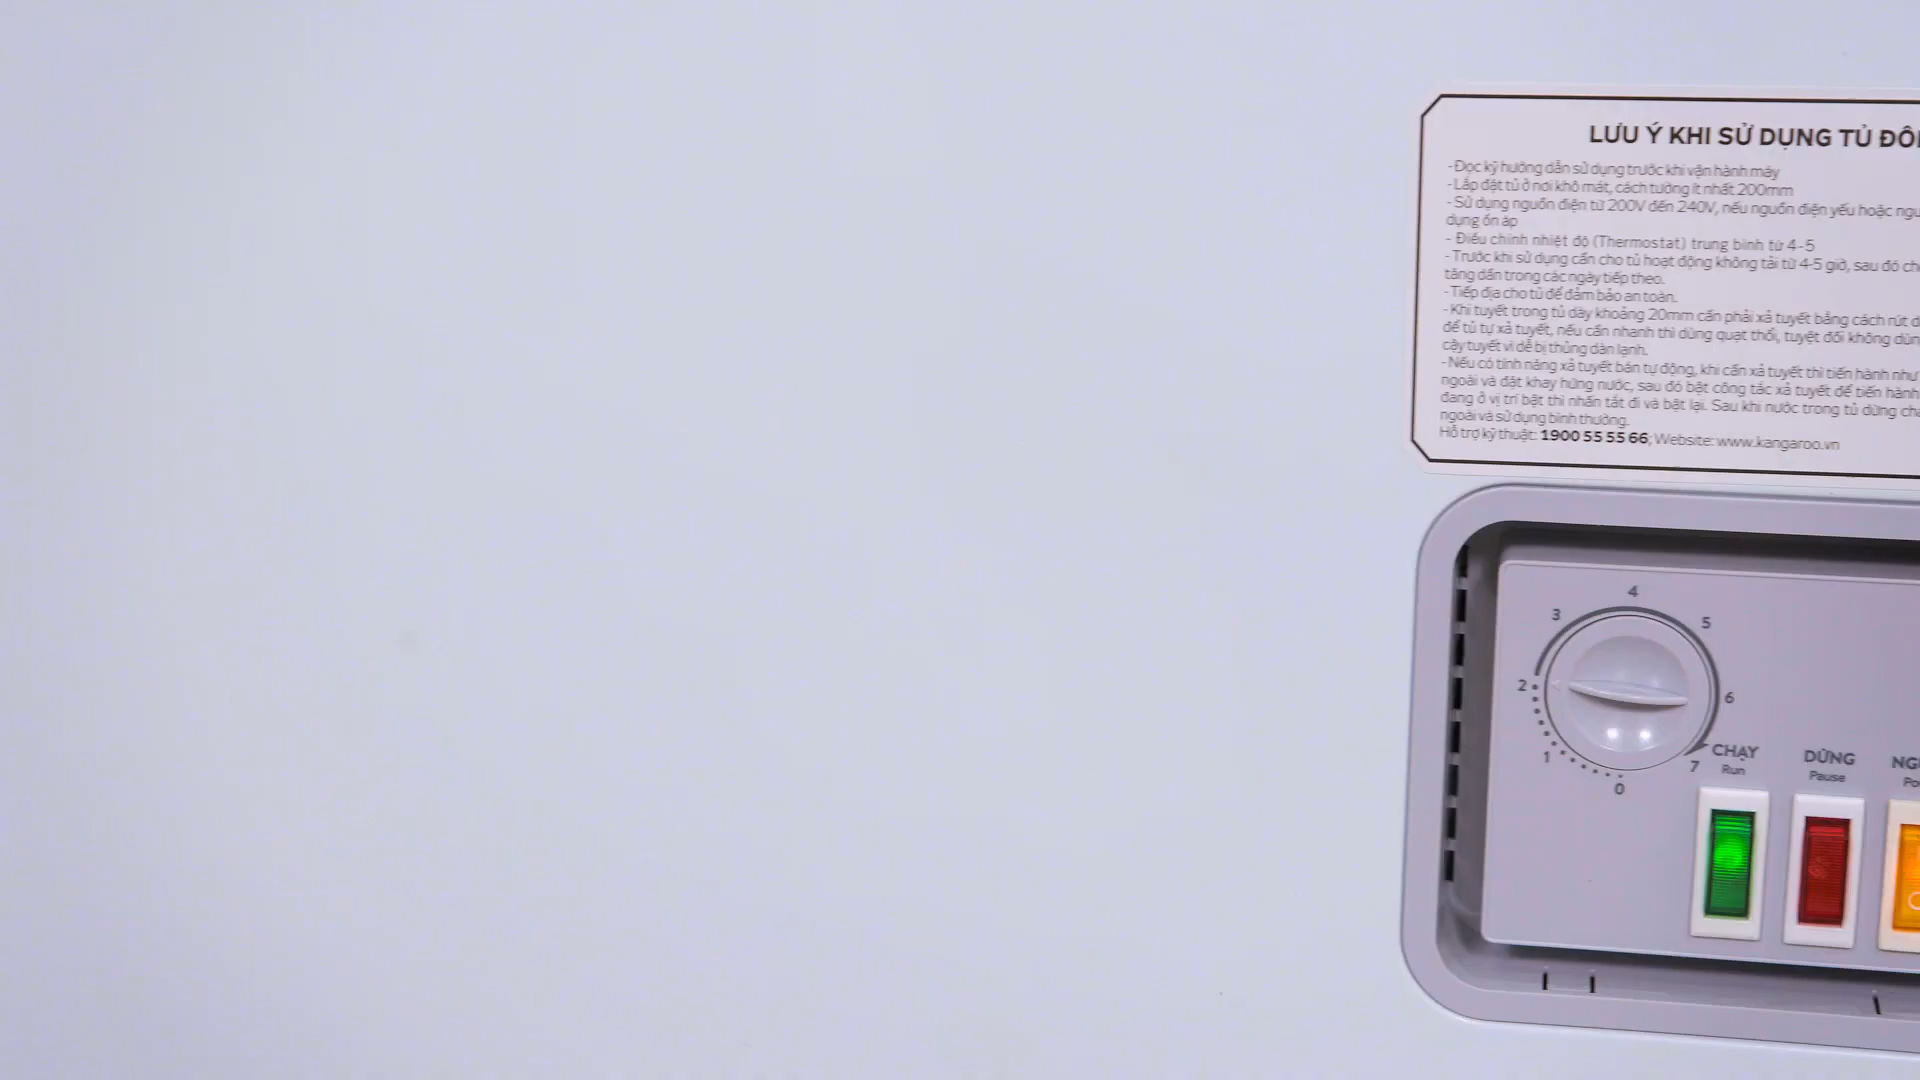 LƯU Ý KHI SỬ DỤNG TỦ
- Đọc kỹ hướng dẫn sử dụng trước khi vận hành máy
- Lắp đặt tủ ở nơi khô mát, cách tường ít nhất 200mm
- Sử dụng nguồn điện từ 200V đến 240V, nếu nguồn điện yếu hoặc
dụng ổn áp
- Điều chỉnh nhiệt độ (Thermostat) trung bình từ 4-5
- Trước khi sử dụng cần cho tủ hoạt động không tải từ 4-5 giờ, sau đó
tăng dần trong các ngày tiếp theo.
- Tiếp địa cho tủ để đảm bảo an toàn.
- Khi tuyết trong tủ dày khoảng 20mm cần phải xả tuyết bằng cách rút
để tủ tự xả tuyết, nếu cần nhanh thì dùng quạt thổi, tuyệt đối không
cậy tuyết vì dễ bị thủng dàn lạnh.
- Nếu có tính năng xả tuyết bán tự động, khi cần xả tuyết thì tiến hành như
ngoài và đặt khay hứng nước, sau đó bật công tắc xả tuyết để tiến hành
đang ở vị trí bật thì nhấn tắt đi và bật lại. Sau khi nước trong tủ dừng
ngoài và sử dụng bình thường.
Hỗ trợ kỹ thuật: 1900 55 55 66; Website: www.kangaroo.vn
4
3
5
2
6
1
7
0
CHẠY
Run
DỪNG
Pause